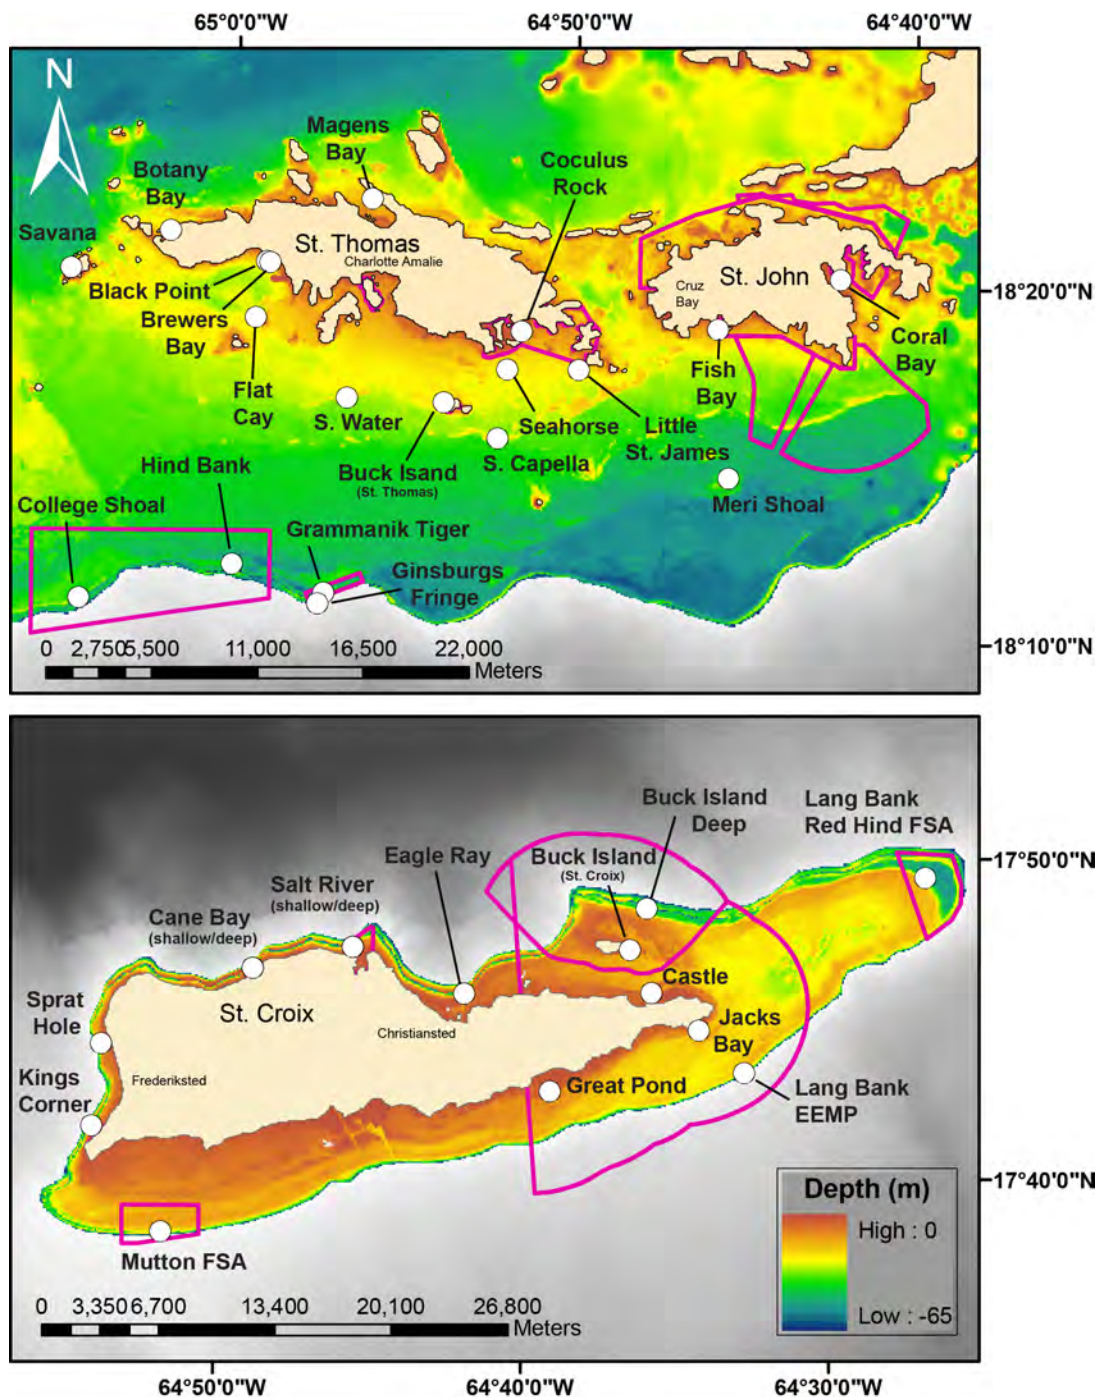 65°0'0"W
64°50'0"W
64°40'0"W
N
Magens
Bay
Botany
Bay
Coculus
Rock
Savana
St. Thomas
Charlotte Amalie
St. John
Cruz
Bay
18°20'0"N
Black Point
Brewers
Bay
Coral
Bay
Flat
Cay
Fish
Bay
S. Water
Seahorse
Little
St. James
Buck Isand
(St. Thomas)
S. Capella
Hind Bank
Meri Shoal
College Shoal
Grammanik Tiger
Ginsburgs
Fringe
18°10'0"N
0 2,750 5,500 11,000 16,500 22,000
Meters
Buck Island
Deep
Lang Bank
Red Hind FSA
17°50'0"N
Eagle Ray
Buck Island
(St. Croix)
Salt River
(shallow/deep)
Cane Bay
(shallow/deep)
Castle
Sprat
Hole
St. Croix
Christiansted
Jacks
Bay
Kings
Corner
Frederiksted
Great Pond
Lang Bank
EEMP
17°40'0"N
Mutton FSA
Depth (m)
High : 0
Low : -65
0 3,350 6,700 13,400 20,100 26,800
Meters
64°50'0"W
64°40'0"W
64°30'0"W